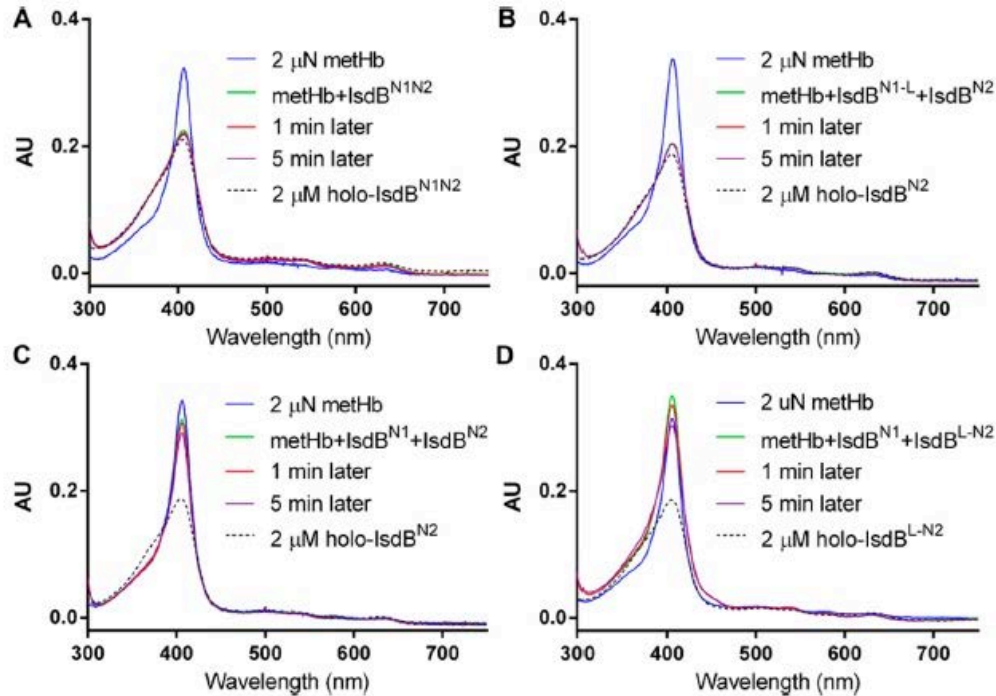 A
0.4
0.2
0.0
AU
2 μN metHb
metHb+IsdB^N1N2
1 min later
5 min later
2 μM holo-IsdB^N1N2
300 400 500 600 700
Wavelength (nm)
B
0.4
0.2
0.0
AU
2 μN metHb
metHb+IsdB^N1-L+IsdB^N2
1 min later
5 min later
2 μM holo-IsdB^N2
300 400 500 600 700
Wavelength (nm)
C
0.4
0.2
0.0
AU
2 μN metHb
metHb+IsdB^N1+IsdB^N2
1 min later
5 min later
2 μM holo-IsdB^N2
300 400 500 600 700
Wavelength (nm)
D
0.4
0.2
0.0
AU
2 uN metHb
metHb+IsdB^N1+IsdB^L-N2
1 min later
5 min later
2 μM holo-IsdB^L-N2
300 400 500 600 700
Wavelength (nm)